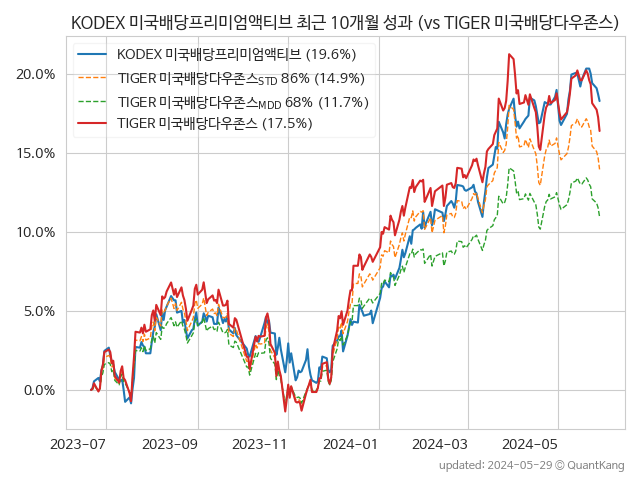 KODEX 미국배당프리미엄액티브 최근 10개월 성과 (vs TIGER 미국배당다우존스)
KODEX 미국배당프리미엄액티브 (19.6%)
TIGER 미국배당다우존스STD 86% (14.9%)
TIGER 미국배당다우존스MDD 68% (11.7%)
TIGER 미국배당다우존스 (17.5%)
20.0%
15.0%
10.0%
5.0%
0.0%
2023-07 2023-09 2023-11 2024-01 2024-03 2024-05
updated: 2024-05-29 © QuantKang